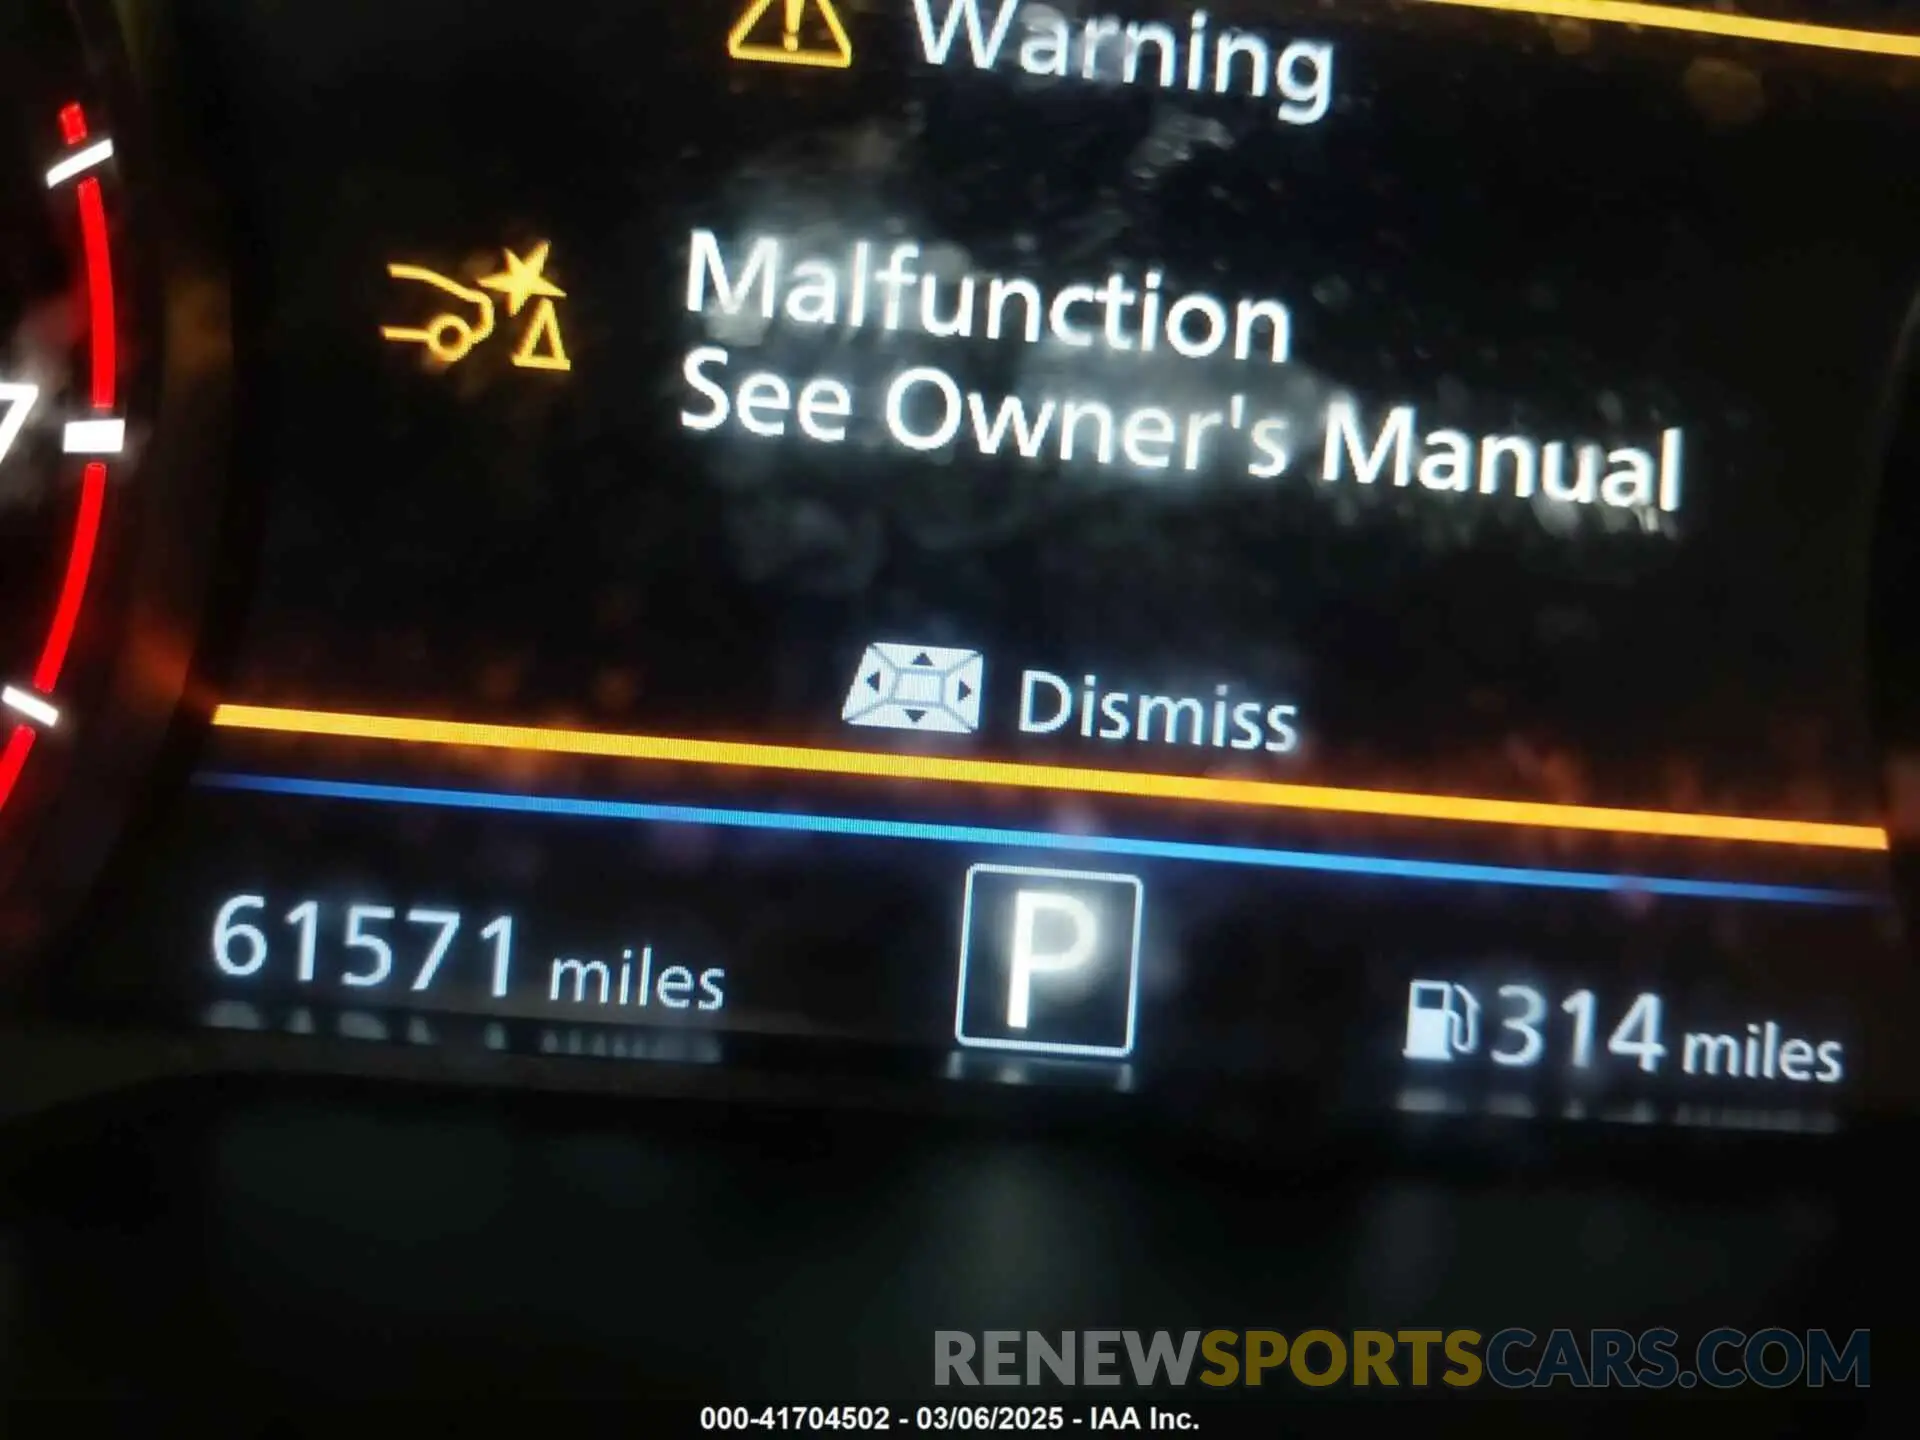 Warning
Malfunction
See Owner's Manual
7
Dismiss
61571 miles
P
314 miles
RENEWSPORTSCARS.COM
000-41704502 - 03/06/2025 - IAA Inc.